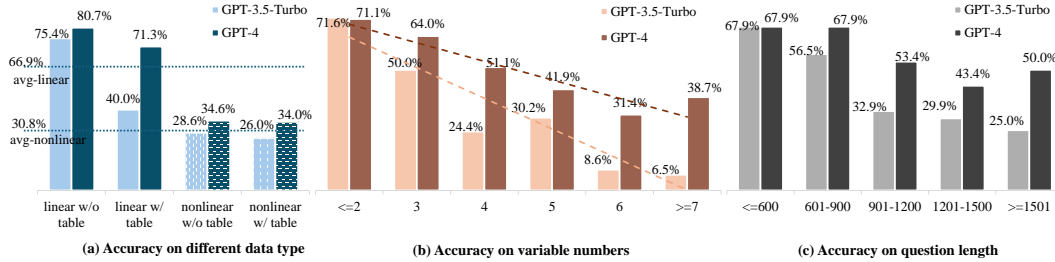 GPT-3.5-Turbo
GPT-4
75.4%
80.7%
71.3%
66.9%
avg-linear
40.0%
30.8%
avg-nonlinear
28.6%
34.6%
26.0%
34.0%
linear w/o table
linear w/ table
nonlinear w/o table
nonlinear w/ table
(a) Accuracy on different data type
GPT-3.5-Turbo
GPT-4
71.6%
71.1%
50.0%
64.0%
24.4%
51.1%
30.2%
41.9%
8.6%
31.4%
6.5%
38.7%
<=2
3
4
5
6
>=7
(b) Accuracy on variable numbers
GPT-3.5-Turbo
GPT-4
67.9%
67.9%
56.5%
67.9%
32.9%
53.4%
29.9%
43.4%
25.0%
50.0%
<=600
601-900
901-1200
1201-1500
>=1501
(c) Accuracy on question length